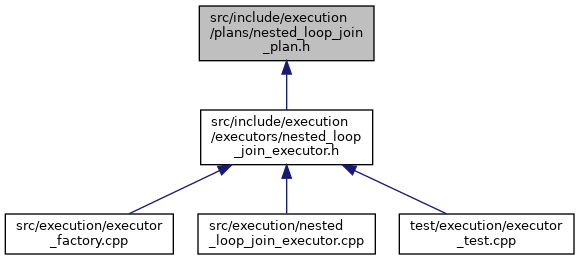 src/include/execution
/plans/nested_loop_join
_plan.h
src/include/execution
/executors/nested_loop
_join_executor.h
src/execution/executor
_factory.cpp
src/execution/nested
_loop_join_executor.cpp
test/execution/executor
_test.cpp